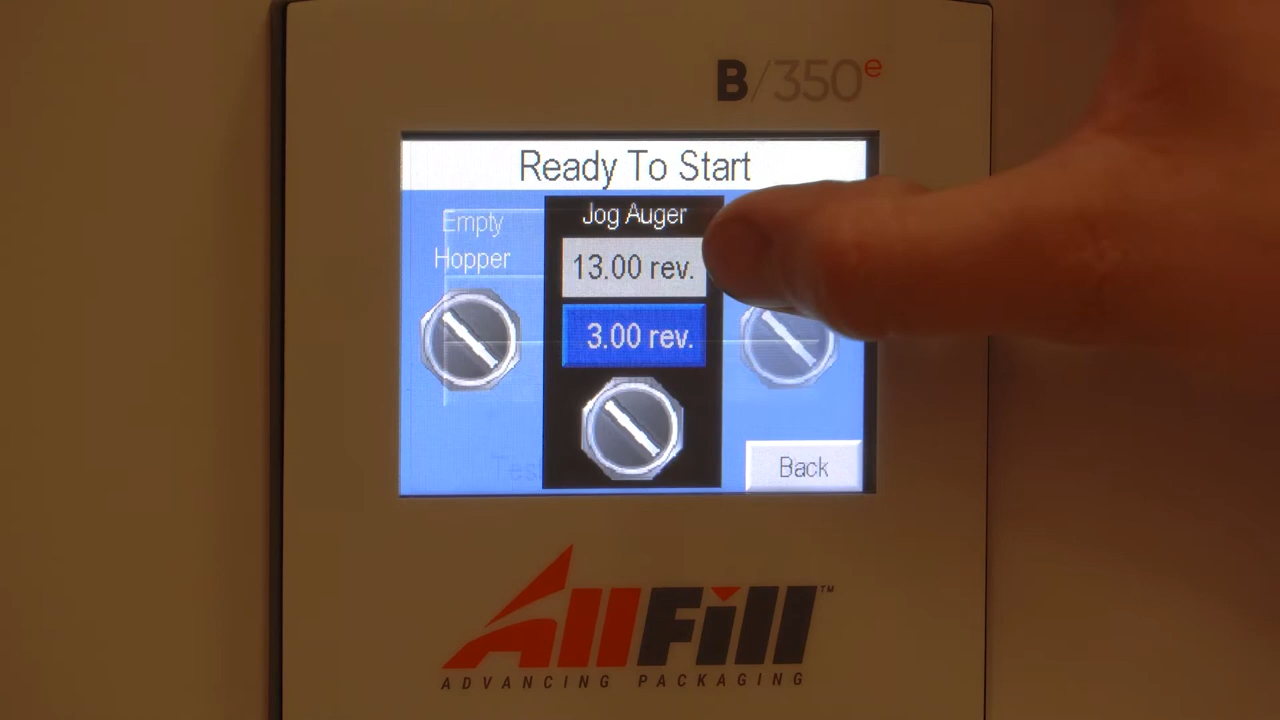 B/350e
Ready To Start
Empty
Hopper
Jog Auger
13.00 rev.
3.00 rev.
Back
AllFill™
ADVANCING PACKAGING